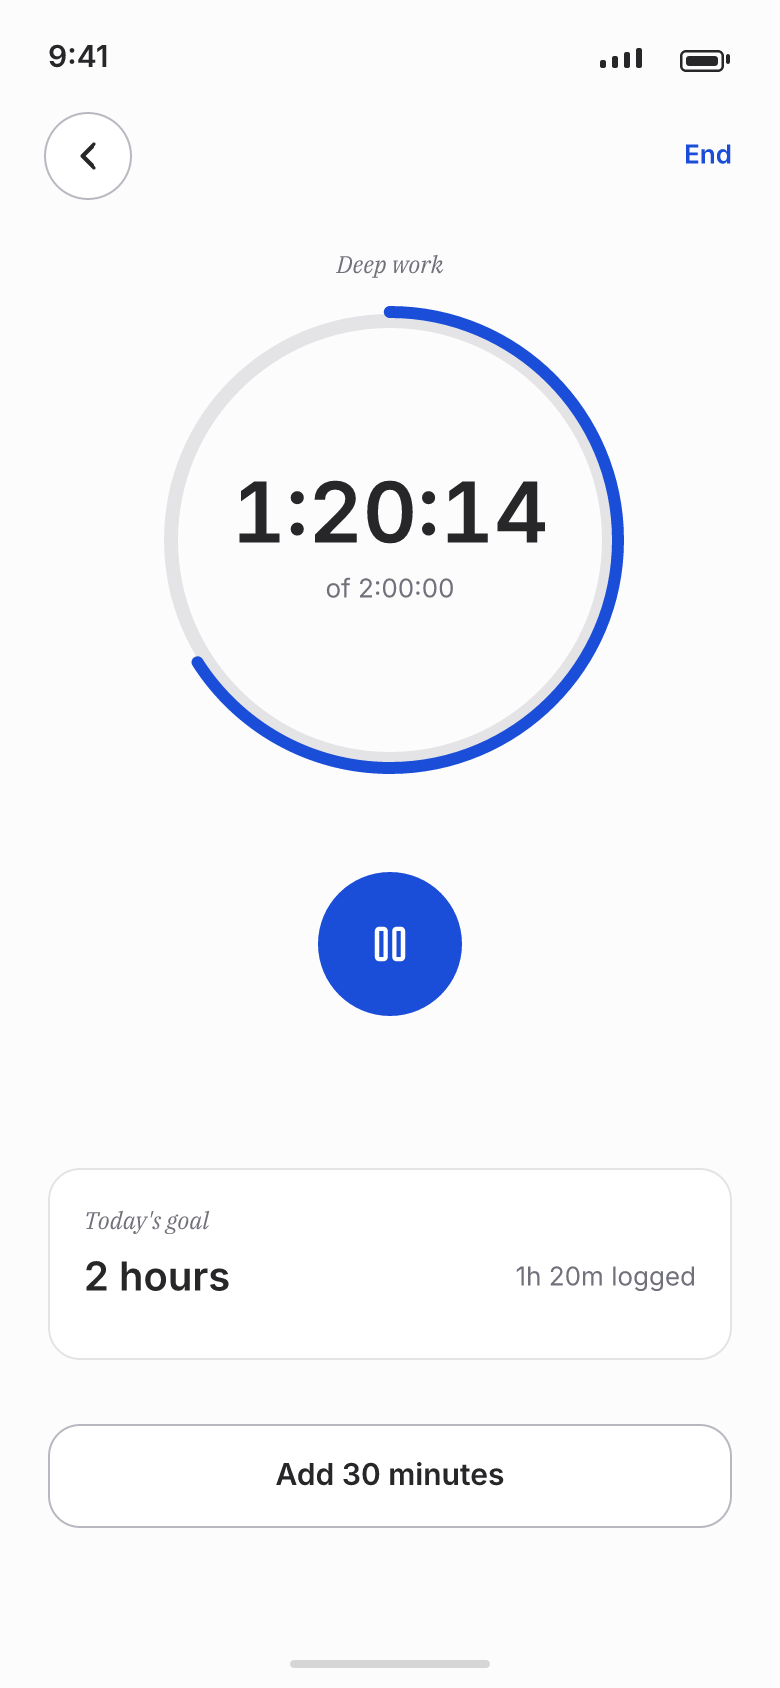 9:41
End
Deep work
1:20:14
of 2:00:00
Today's goal
2 hours
1h 20m logged
Add 30 minutes